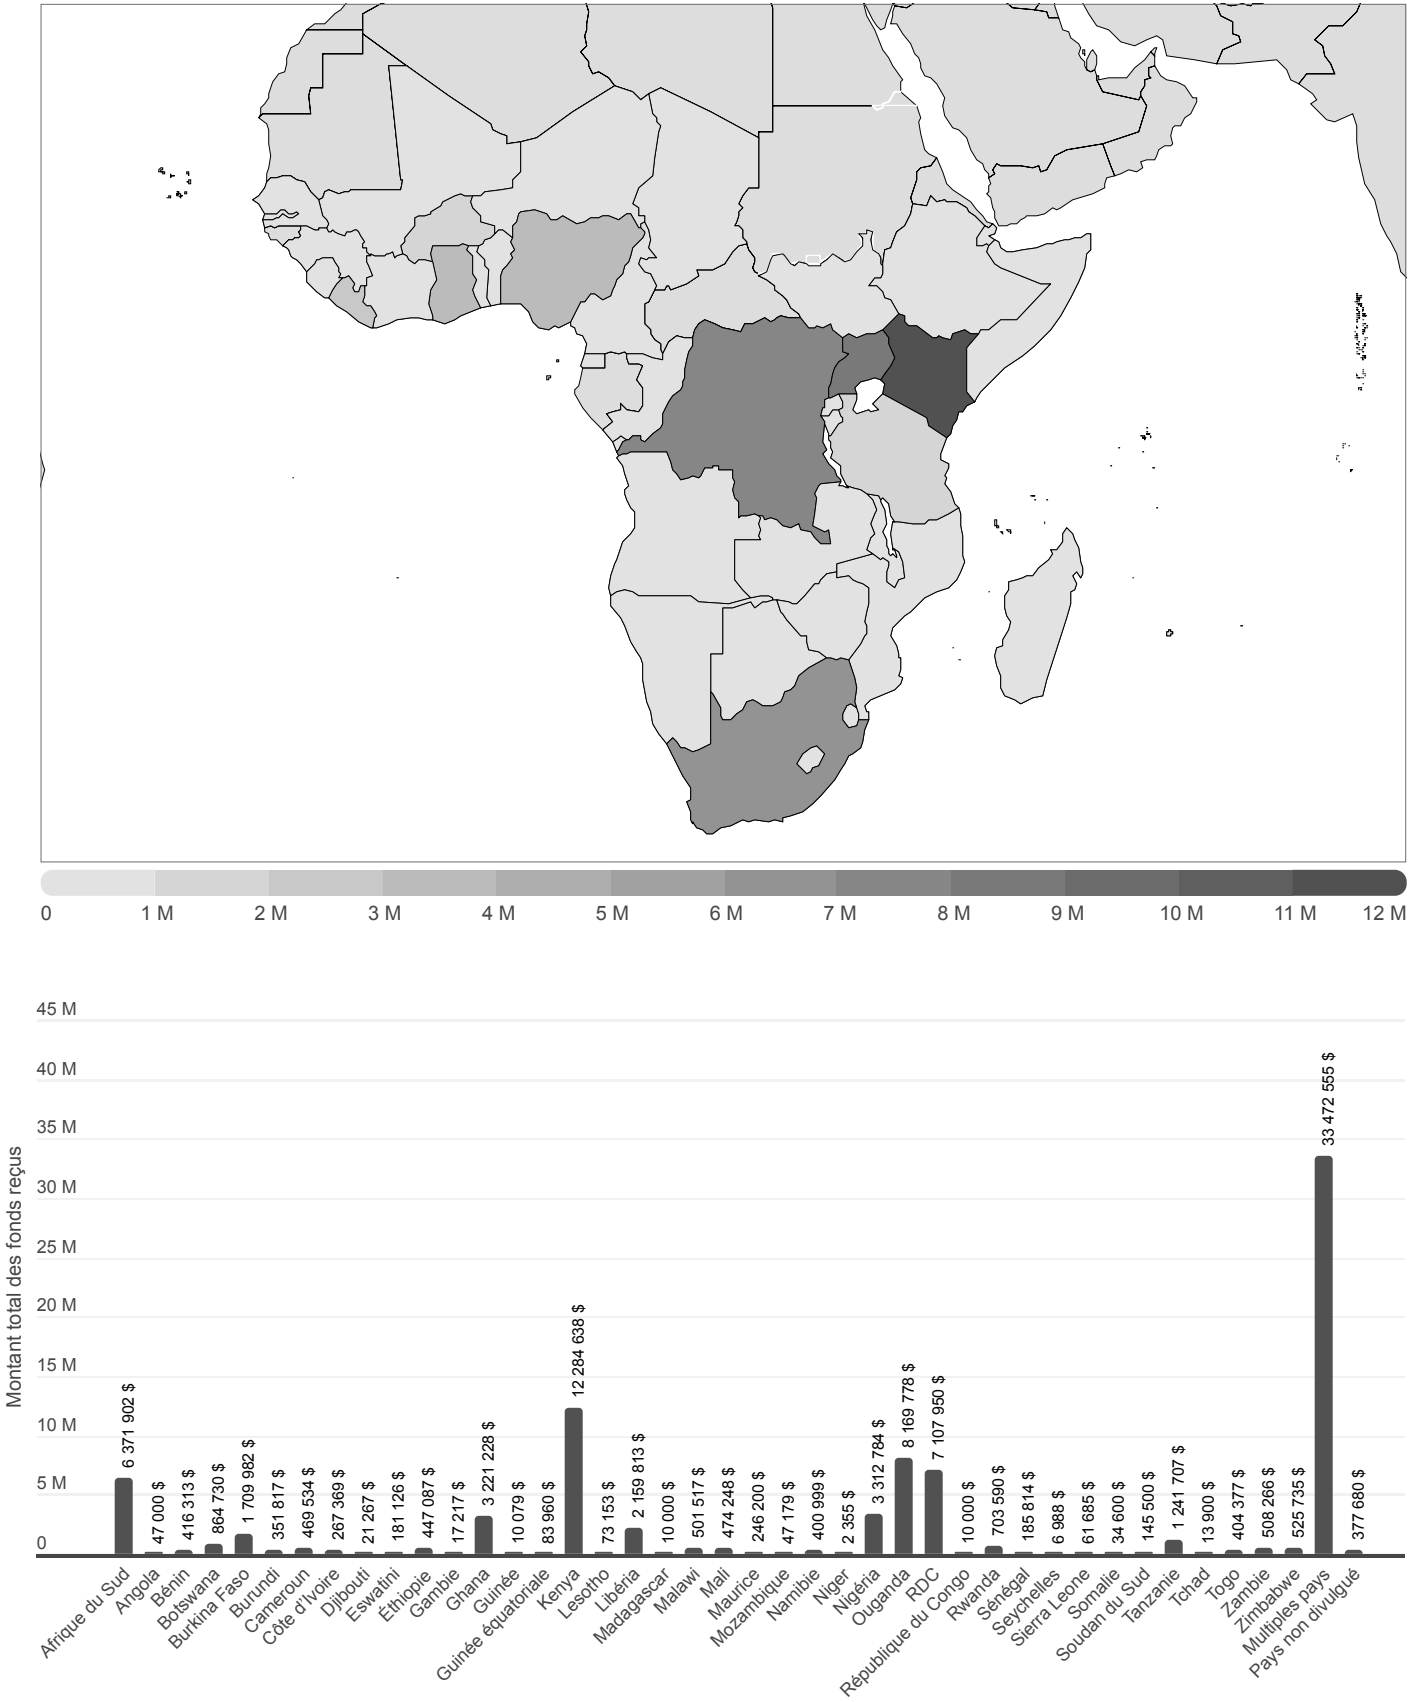 0 1 M 2 M 3 M 4 M 5 M 6 M 7 M 8 M 9 M 10 M 11 M 12 M
Montant total des fonds reçus
45 M
40 M
35 M
30 M
25 M
20 M
15 M
10 M
5 M
0
6 371 902 $
47 000 $
416 313 $
864 730 $
1 709 982 $
351 817 $
469 534 $
267 369 $
21 267 $
181 126 $
447 087 $
17 217 $
3 221 228 $
10 079 $
83 960 $
12 284 638 $
73 153 $
2 159 813 $
10 000 $
501 517 $
474 248 $
246 200 $
47 179 $
400 999 $
2 355 $
3 312 784 $
8 169 778 $
7 107 950 $
10 000 $
703 590 $
185 814 $
6 988 $
61 685 $
34 600 $
145 500 $
1 241 707 $
13 900 $
404 377 $
508 266 $
525 735 $
33 472 555 $
377 680 $
Afrique du Sud
Angola
Bénin
Botswana
Burkina Faso
Bundi
Cameroun
Côte d'Ivoire
Djibouti
Eswatini
Éthiopie
Gambie
Ghana
Guinée
Guinée équatoriale
Kenya
Lesotho
Libéria
Madagascar
Malawi
Mali
Maurice
Mozambique
Namibie
Niger
Nigéria
Ouganda
RDC
République du Congo
Rwanda
Sénégal
Seychelles
Sierra Leone
Somalie
Soudan du Sud
Tanzanie
Tchad
Togo
Zambie
Zimbabwe
Multiples pays
Pays non divulgué